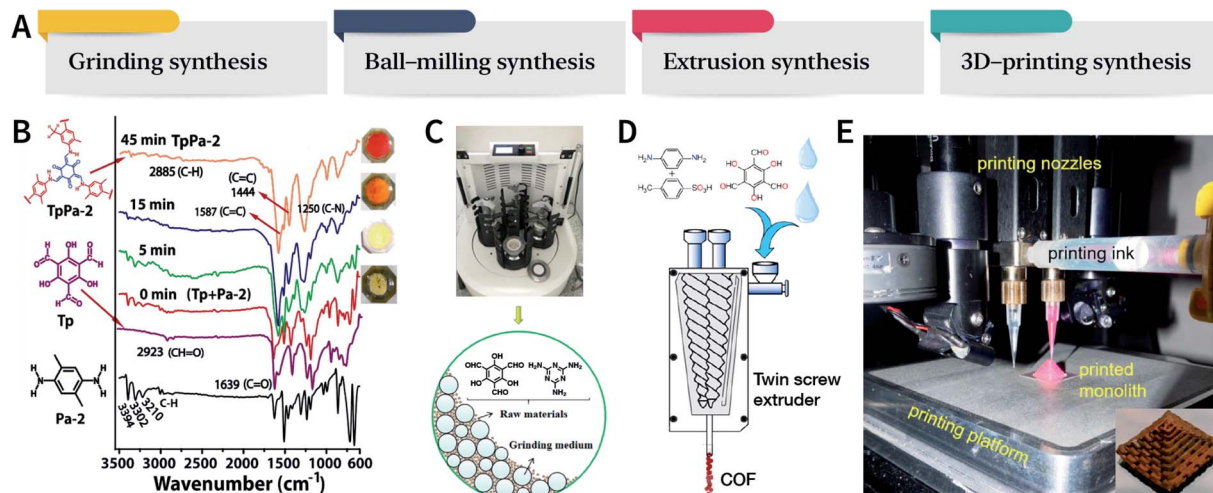 A
Grinding synthesis
Ball–milling synthesis
Extrusion synthesis
3D–printing synthesis
B
45 min TpPa-2
2885 (C-H)
(C=C)
1444
1587 (C=C)
1250 (C-N)
15 min
5 min
0 min (Tp+Pa-2)
2923 (CH=O)
1639 (C=O)
3394
3302
3210
C-H
TpPa-2
Tp
Pa-2
3500 3000 2500 2000 1500 1000 600
Wavenumber (cm⁻¹)
C
Raw materials
Grinding medium
D
Twin screw
extruder
COF
E
printing nozzles
printing ink
printed
monolith
printing platform